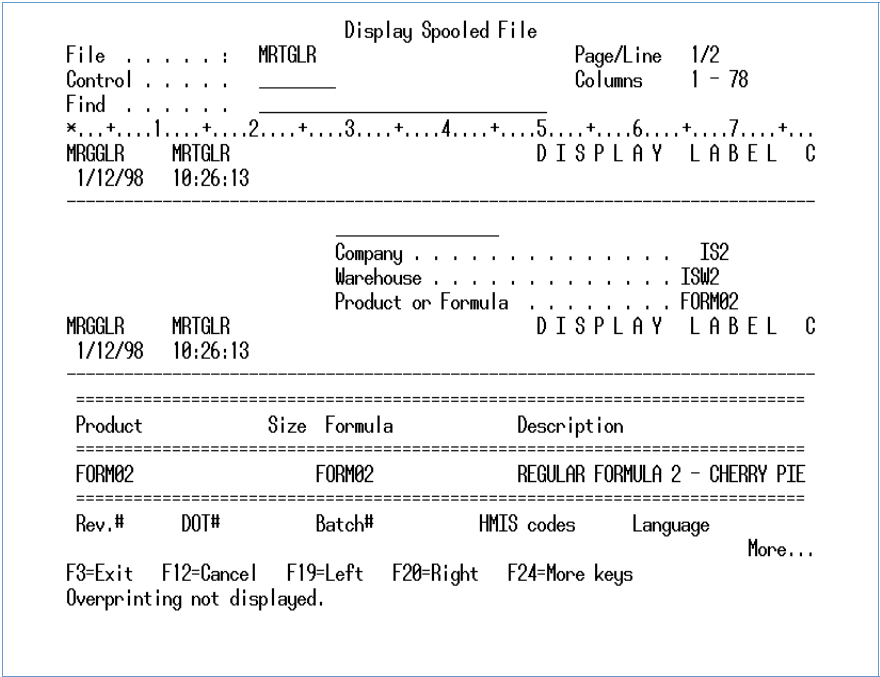 Display Spooled File
File . . . . . :   MRTGLR                           Page/Line   1/2
Control . . . . .   ________                         Columns     1 - 78
Find . . . . . .   ______________________________
*...+....1....+....2....+....3....+....4....+....5....+....6....+....7....+...
MRGGLR     MRTGLR                                D I S P L A Y   L A B E L   C
 1/12/98   10:26:13
------------------------------------------------------------------------------
_________________
Company . . . . . . . . . . . . . .   IS2
Warehouse . . . . . . . . . . . . . ISW2
Product or Formula  . . . . . . . . FORM02
MRGGLR     MRTGLR                                D I S P L A Y   L A B E L   C
 1/12/98   10:26:13
------------------------------------------------------------------------------
============================================================================
Product             Size  Formula             Description
============================================================================
FORM02                   FORM02               REGULAR FORMULA 2 - CHERRY PIE
============================================================================
Rev.#      DOT#          Batch#           HMIS codes      Language
More...
F3=Exit   F12=Cancel   F19=Left   F20=Right   F24=More keys
Overprinting not displayed.